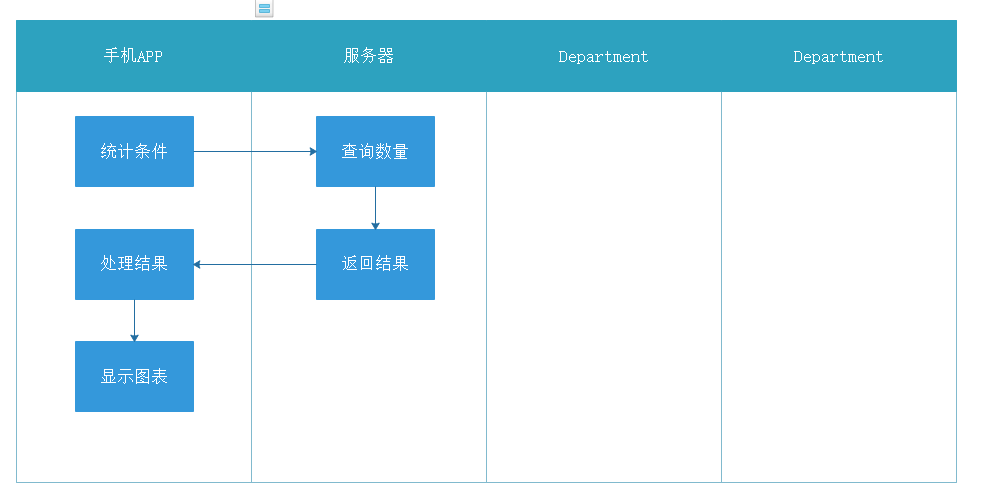 手机APP
服务器
Department
Department
统计条件
查询数量
处理结果
返回结果
显示图表